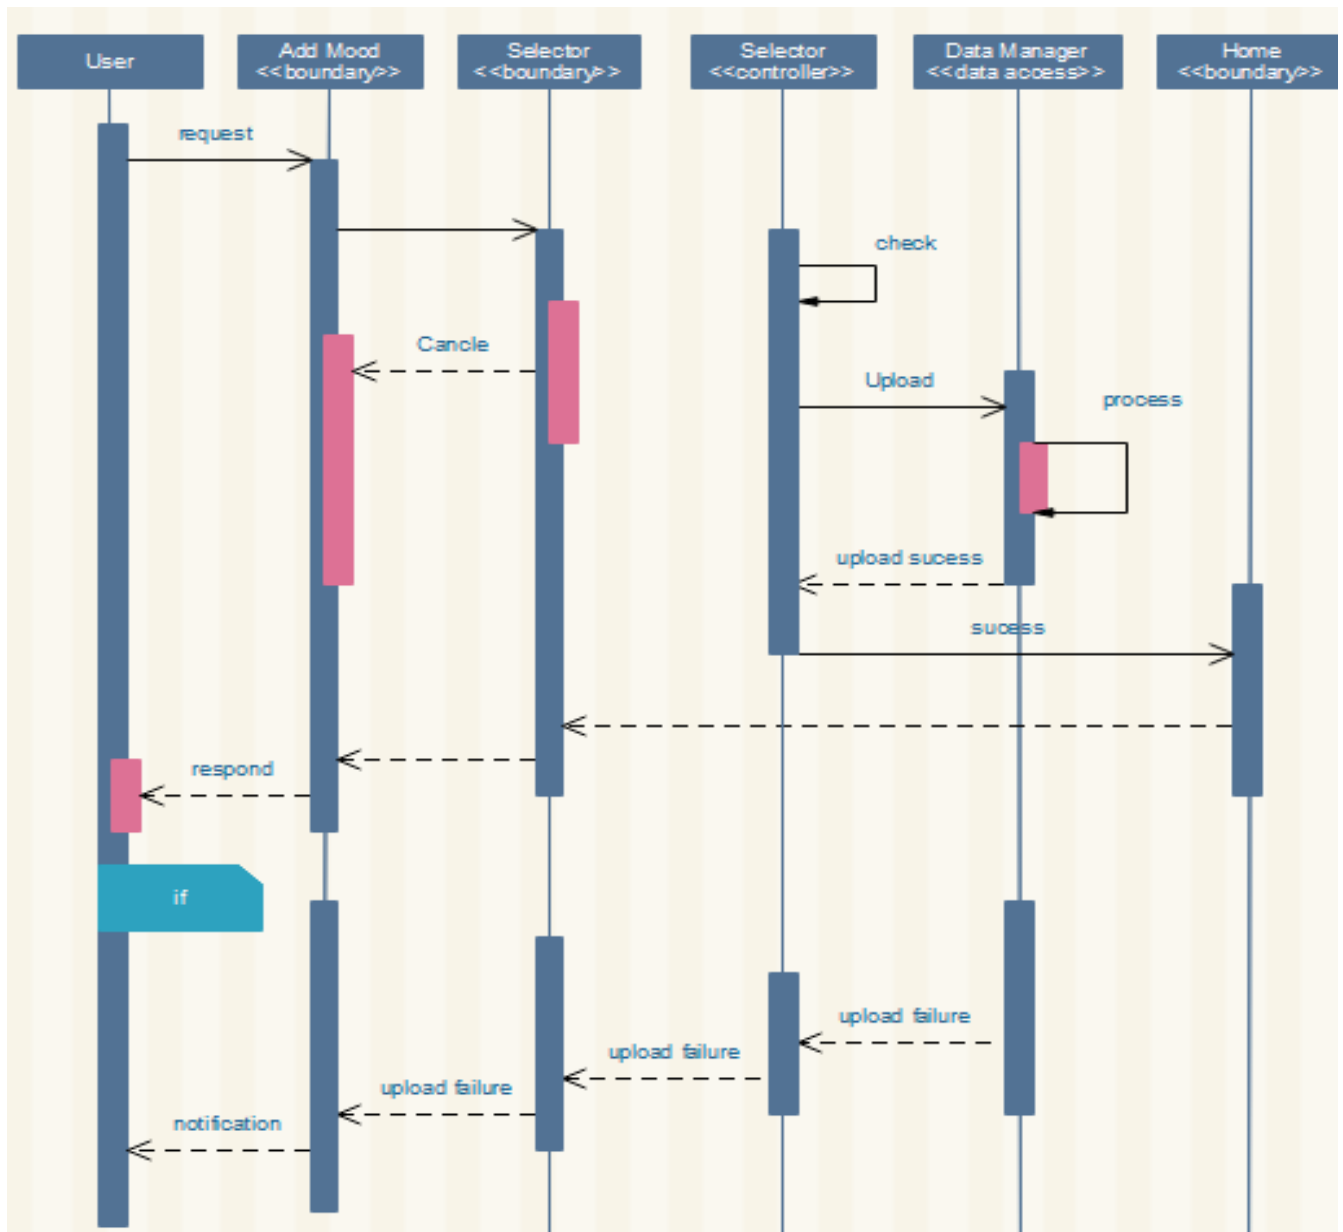 User
Add Mood
<<boundary>>
Selector
<<boundary>>
Selector
<<controller>>
Data Manager
<<data access>>
Home
<<boundary>>
request
check
Cancle
Upload
process
upload sucess
sucess
respond
if
upload failure
upload failure
upload failure
notification